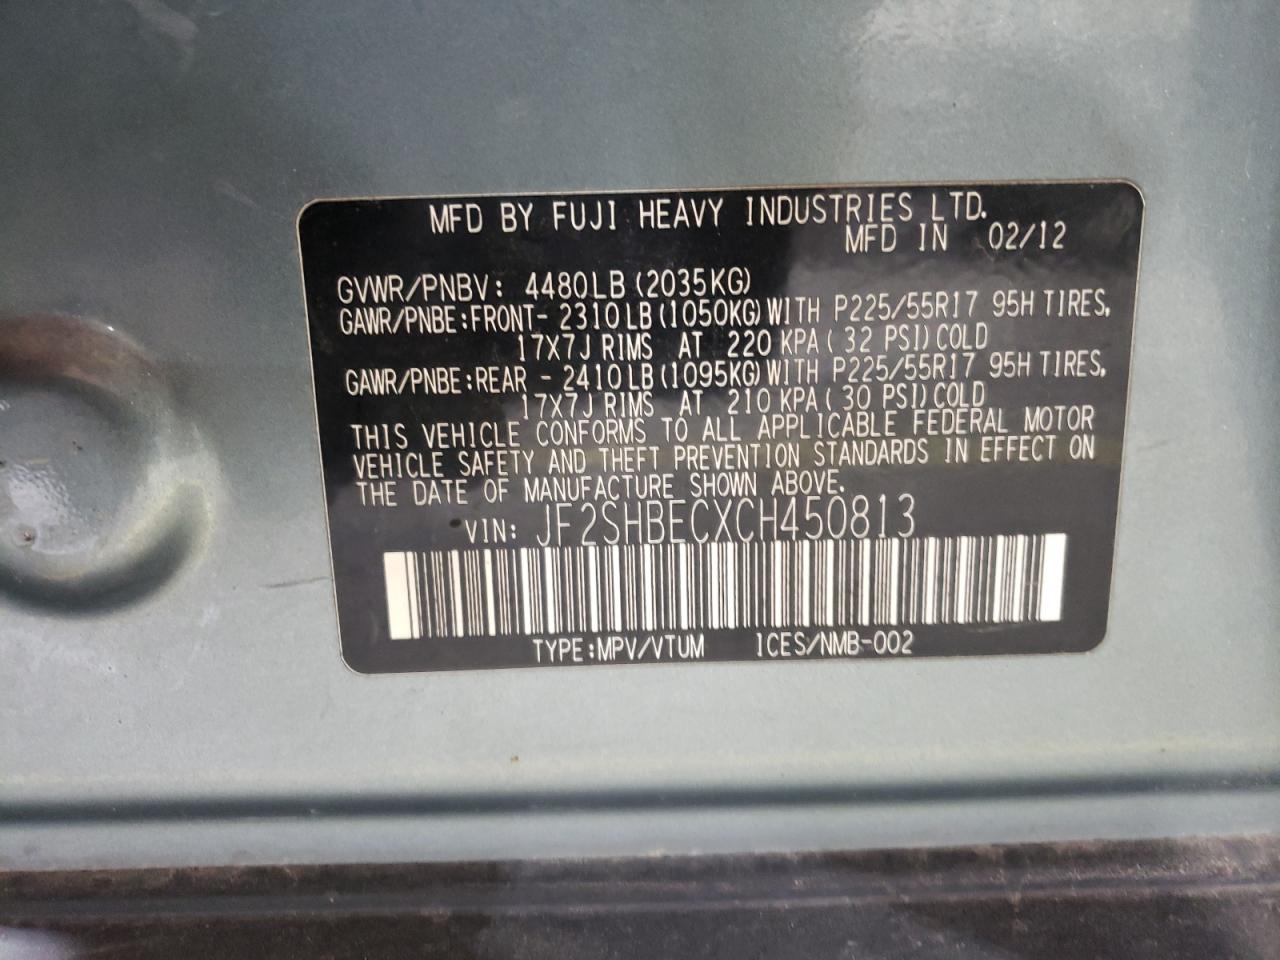 MFD BY FUJI HEAVY INDUSTRIES LTD.
MFD IN 02/12
GVWR/PNBV: 4480LB (2035KG)
GAWR/PNBE:FRONT- 2310LB(1050KG)WITH P225/55R17 95H TIRES,
17X7J RIMS AT 220 KPA( 32 PSI)COLD
GAWR/PNBE:REAR - 2410LB(1095KG)WITH P225/55R17 95H TIRES,
17X7J RIMS AT 210 KPA( 30 PSI)COLD
THIS VEHICLE CONFORMS TO ALL APPLICABLE FEDERAL MOTOR
VEHICLE SAFETY AND THEFT PREVENTION STANDARDS IN EFFECT ON
THE DATE OF MANUFACTURE SHOWN ABOVE.
VIN: JF2SHBECXCH450813
TYPE:MPV/VTUM ICES/NMB-002